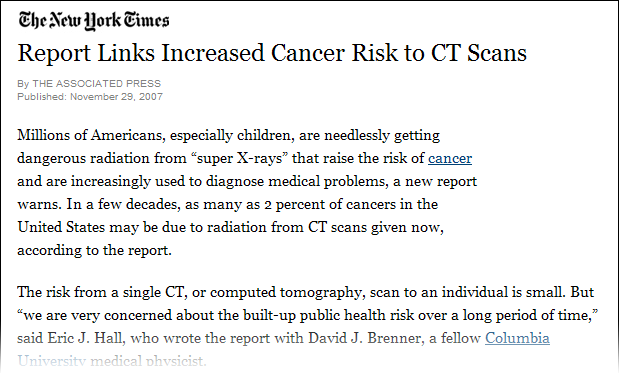 The New York Times
Report Links Increased Cancer Risk to CT Scans
By THE ASSOCIATED PRESS
Published: November 29, 2007
Millions of Americans, especially children, are needlessly getting
dangerous radiation from “super X-rays” that raise the risk of cancer
and are increasingly used to diagnose medical problems, a new report
warns. In a few decades, as many as 2 percent of cancers in the
United States may be due to radiation from CT scans given now,
according to the report.
The risk from a single CT, or computed tomography, scan to an individual is small. But
“we are very concerned about the built-up public health risk over a long period of time,”
said Eric J. Hall, who wrote the report with David J. Brenner, a fellow Columbia
University medical physicist.